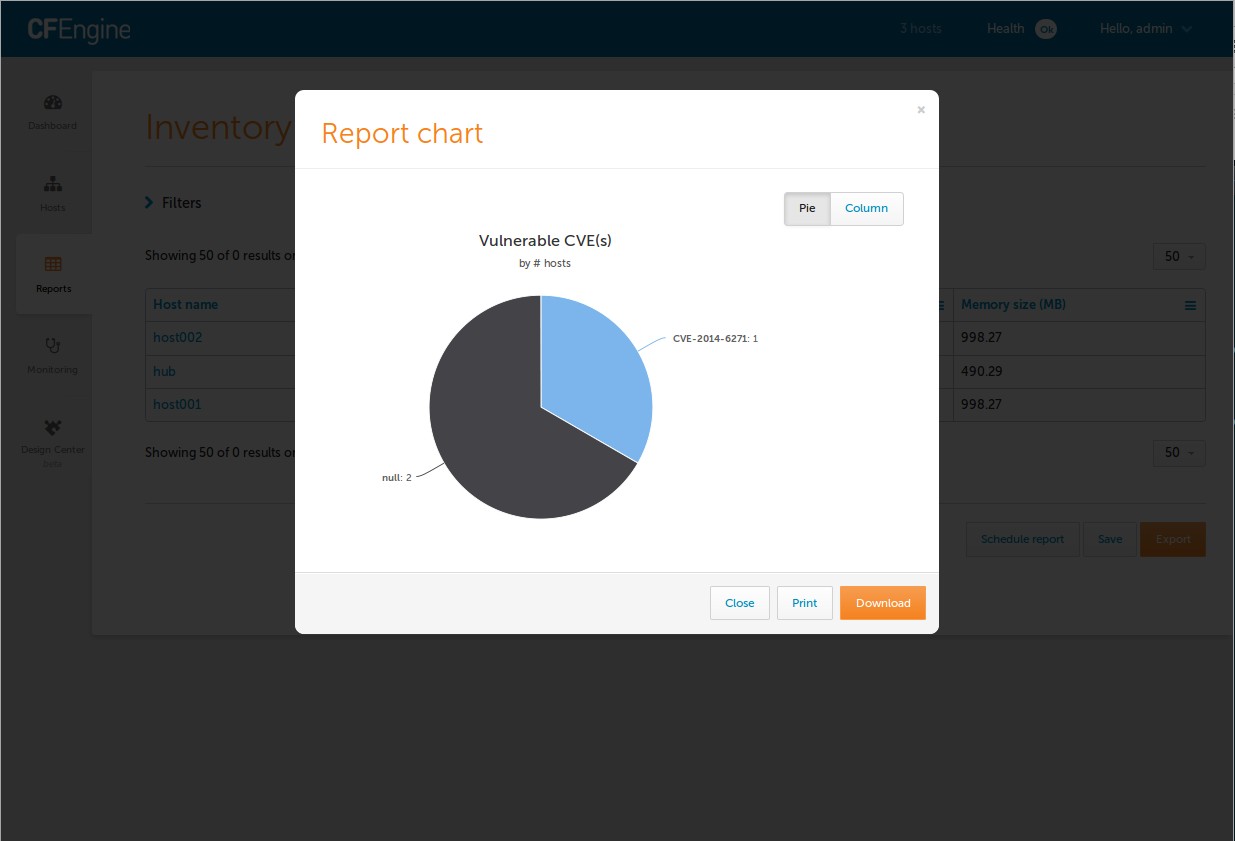 CFEngine
3 hosts
Health
Ok
Hello, admin
Dashboard
Hosts
Reports
Monitoring
Design Center
Inventory
Filters
Showing 50 of 0 results
50
Host name
Memory size (MB)
host002
998.27
hub
490.29
host001
998.27
Showing 50 of 0 results
50
Schedule report
Save
Export
×
Report chart
Pie
Column
Vulnerable CVE(s)
by # hosts
CVE-2014-6271: 1
null: 2
Close
Print
Download